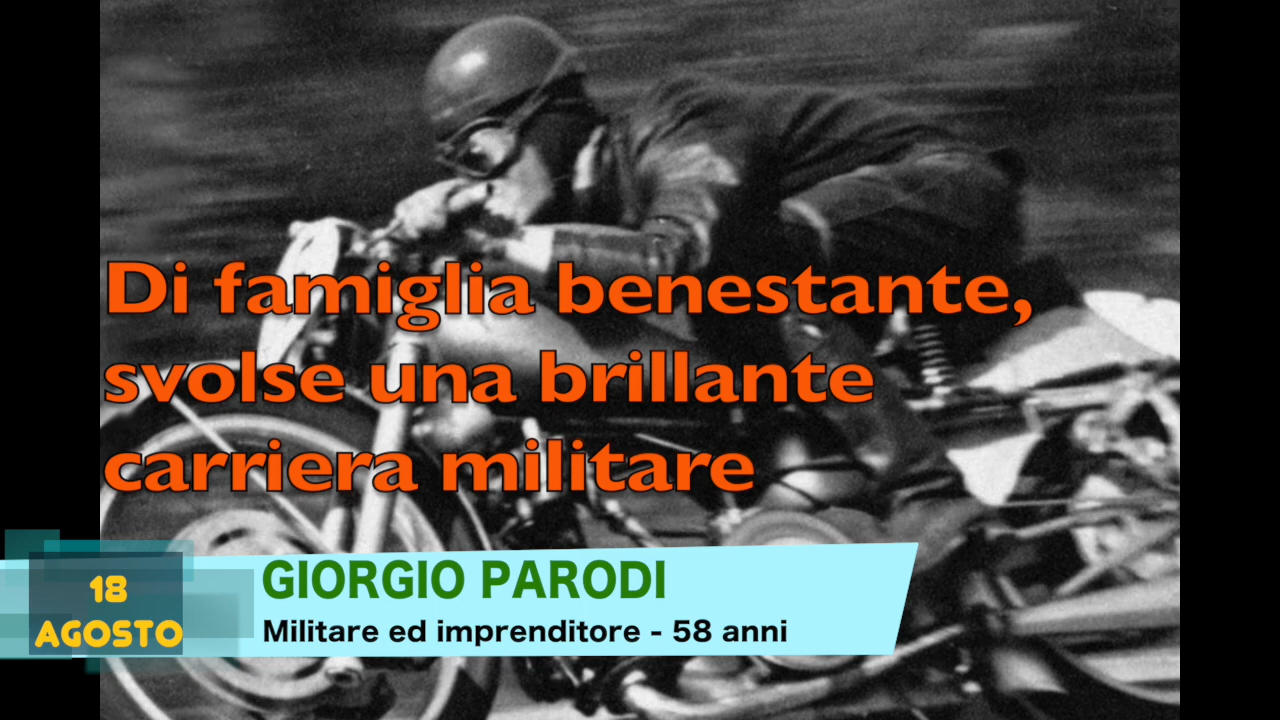 Di famiglia benestante,
svolse una brillante
carriera militare
GIORGIO PARODI
Militare ed imprenditore - 58 anni
18
AGOSTO